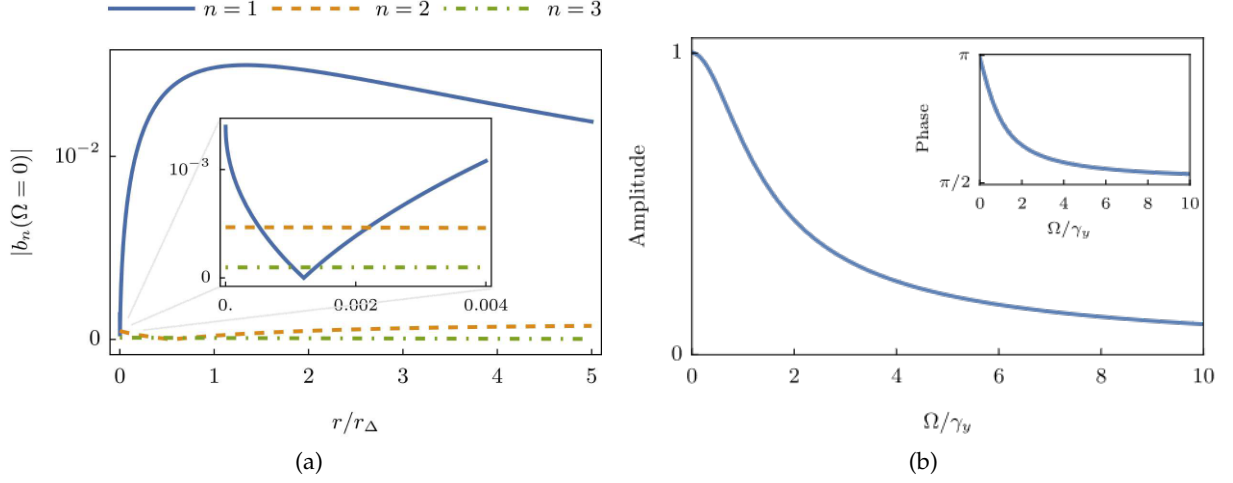 n = 1 n = 2 n = 3
|b_n(Ω = 0)|
10^{-2}
0
0 1 2 3 4 5
r/r_Δ
10^{-3}
0
0. 0.002 0.004
(a)
Amplitude
1
0
0 2 4 6 8 10
Ω/γ_y
Phase
π
π/2
0 2 4 6 8 10
Ω/γ_y
(b)